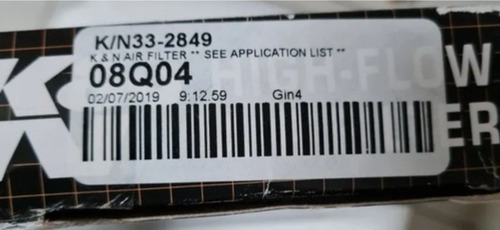 K/N33-2849
K & N AIR FILTER ** SEE APPLICATION LIST **
08Q04
02/07/2019 9:12.59 Gin4
HIGH-FLOW